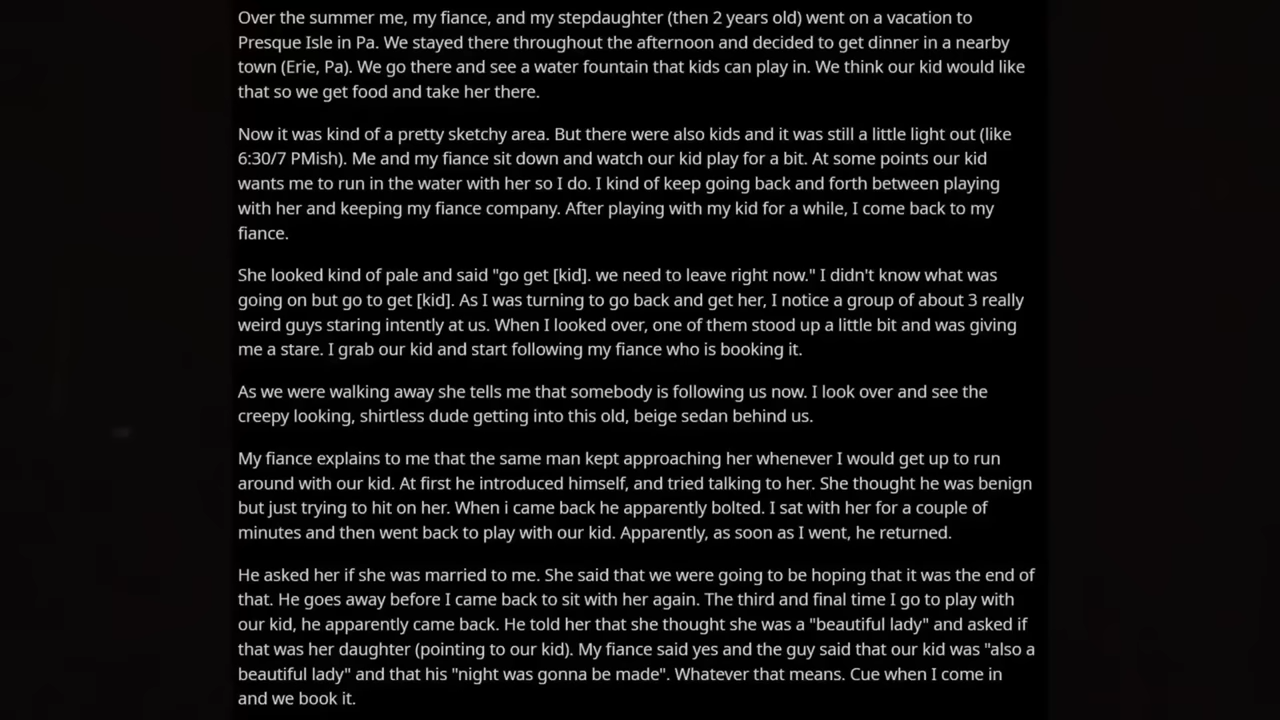 Over the summer me, my fiance, and my stepdaughter (then 2 years old) went on a vacation to
Presque Isle in Pa. We stayed there throughout the afternoon and decided to get dinner in a nearby
town (Erie, Pa). We go there and see a water fountain that kids can play in. We think our kid would like
that so we get food and take her there.
Now it was kind of a pretty sketchy area. But there were also kids and it was still a little light out (like
6:30/7 PMish). Me and my fiance sit down and watch our kid play for a bit. At some points our kid
wants me to run in the water with her so I do. I kind of keep going back and forth between playing
with her and keeping my fiance company. After playing with my kid for a while, I come back to my
fiance.
She looked kind of pale and said "go get [kid]. we need to leave right now." I didn't know what was
going on but go to get [kid]. As I was turning to go back and get her, I notice a group of about 3 really
weird guys staring intently at us. When I looked over, one of them stood up a little bit and was giving
me a stare. I grab our kid and start following my fiance who is booking it.
As we were walking away she tells me that somebody is following us now. I look over and see the
creepy looking, shirtless dude getting into this old, beige sedan behind us.
My fiance explains to me that the same man kept approaching her whenever I would get up to run
around with our kid. At first he introduced himself, and tried talking to her. She thought he was benign
but just trying to hit on her. When i came back he apparently bolted. I sat with her for a couple of
minutes and then went back to play with our kid. Apparently, as soon as I went, he returned.
He asked her if she was married to me. She said that we were going to be hoping that it was the end of
that. He goes away before I came back to sit with her again. The third and final time I go to play with
our kid, he apparently came back. He told her that she thought she was a "beautiful lady" and asked if
that was her daughter (pointing to our kid). My fiance said yes and the guy said that our kid was "also a
beautiful lady" and that his "night was gonna be made". Whatever that means. Cue when I come in
and we book it.